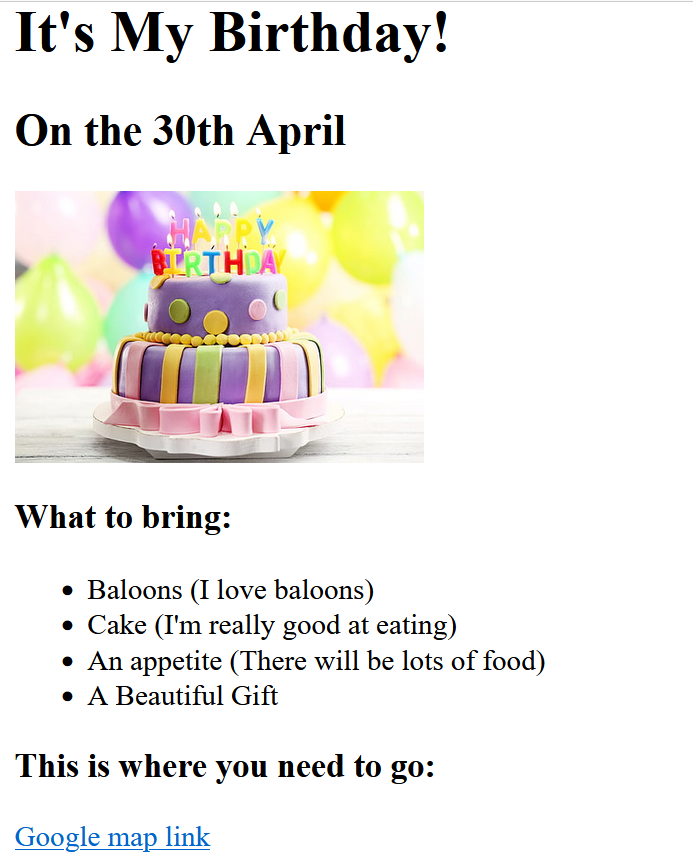 It's My Birthday!
On the 30th April
HAPPY
BIRTHDAY
What to bring:
Baloons (I love baloons)
Cake (I'm really good at eating)
An appetite (There will be lots of food)
A Beautiful Gift
This is where you need to go:
Google map link